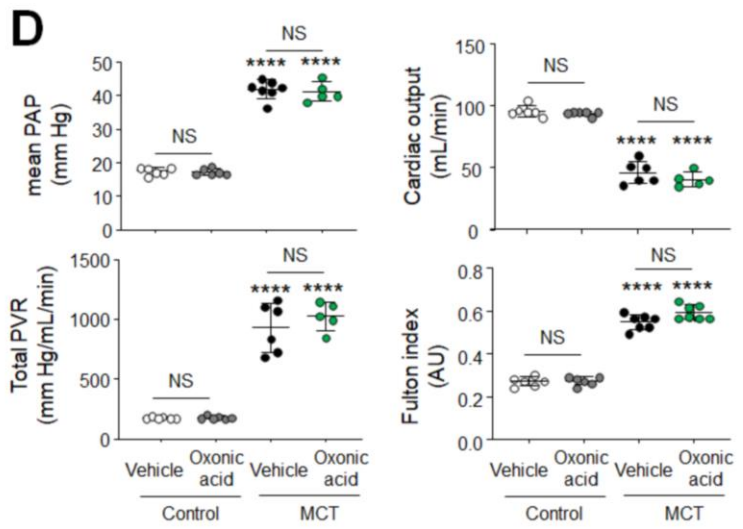 D
mean PAP
(mm Hg)
50
40
30
20
10
0
NS
NS
**** ****
Cardiac output
(mL/min)
150
100
50
0
NS
NS
**** ****
Total PVR
(mm Hg/mL/min)
1500
1000
500
0
NS
NS
**** ****
Vehicle
Oxonic
acid
Vehicle
Oxonic
acid
Control
MCT
Fulton index
(AU)
0.8
0.6
0.4
0.2
0.0
NS
NS
**** ****
Vehicle
Oxonic
acid
Vehicle
Oxonic
acid
Control
MCT